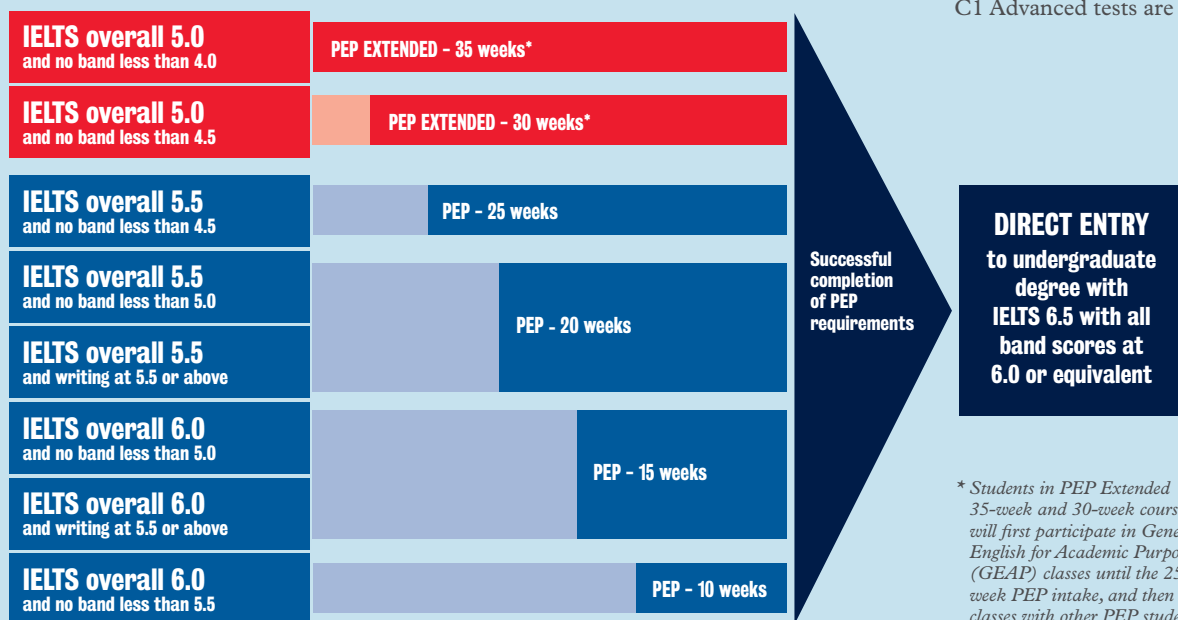 C1 Advanced tests are
IELTS overall 5.0
and no band less than 4.0
PEP EXTENDED – 35 weeks*
IELTS overall 5.0
and no band less than 4.5
PEP EXTENDED – 30 weeks*
IELTS overall 5.5
and no band less than 4.5
PEP – 25 weeks
IELTS overall 5.5
and no band less than 5.0
IELTS overall 5.5
and writing at 5.5 or above
PEP - 20 weeks
IELTS overall 6.0
and no band less than 5.0
IELTS overall 6.0
and writing at 5.5 or above
PEP – 15 weeks
IELTS overall 6.0
and no band less than 5.5
PEP – 10 weeks
Successful
completion
of PEP
requirements
DIRECT ENTRY
to undergraduate
degree with
IELTS 6.5 with all
band scores at
6.0 or equivalent
* Students in PEP Extended
35-week and 30-week
will first participate in
English for Academic
(GEAP) classes until the
week PEP intake, and then
classes with other PEP